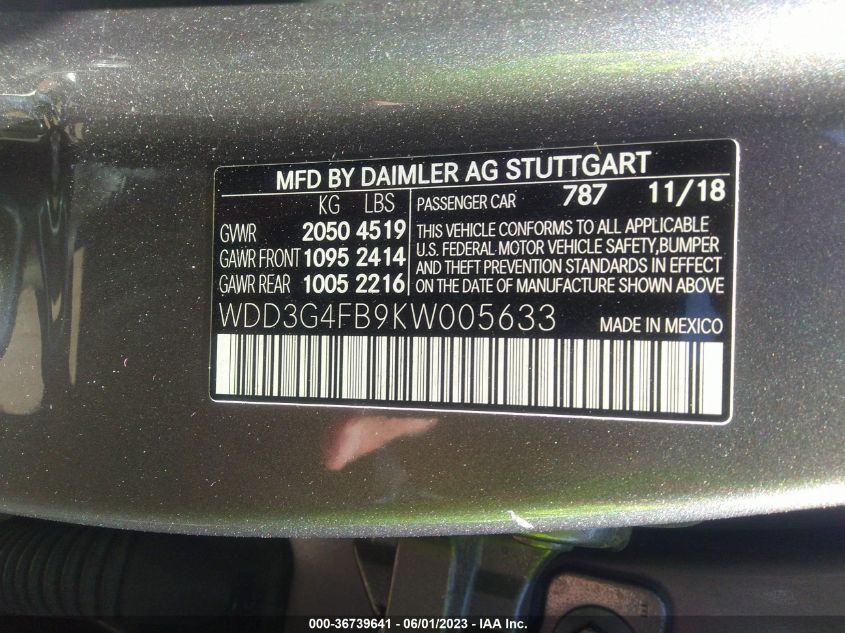 MFD BY DAIMLER AG STUTTGART
KG LBS
GVWR 2050 4519
GAWR FRONT 1095 2414
GAWR REAR 1005 2216
PASSENGER CAR 787 11/18
THIS VEHICLE CONFORMS TO ALL APPLICABLE
U.S. FEDERAL MOTOR VEHICLE SAFETY,BUMPER
AND THEFT PREVENTION STANDARDS IN EFFECT
ON THE DATE OF MANUFACTURE SHOWN ABOVE
WDD3G4FB9KW005633 MADE IN MEXICO
000-36739641 / 06/01/2023 - IAA Inc.